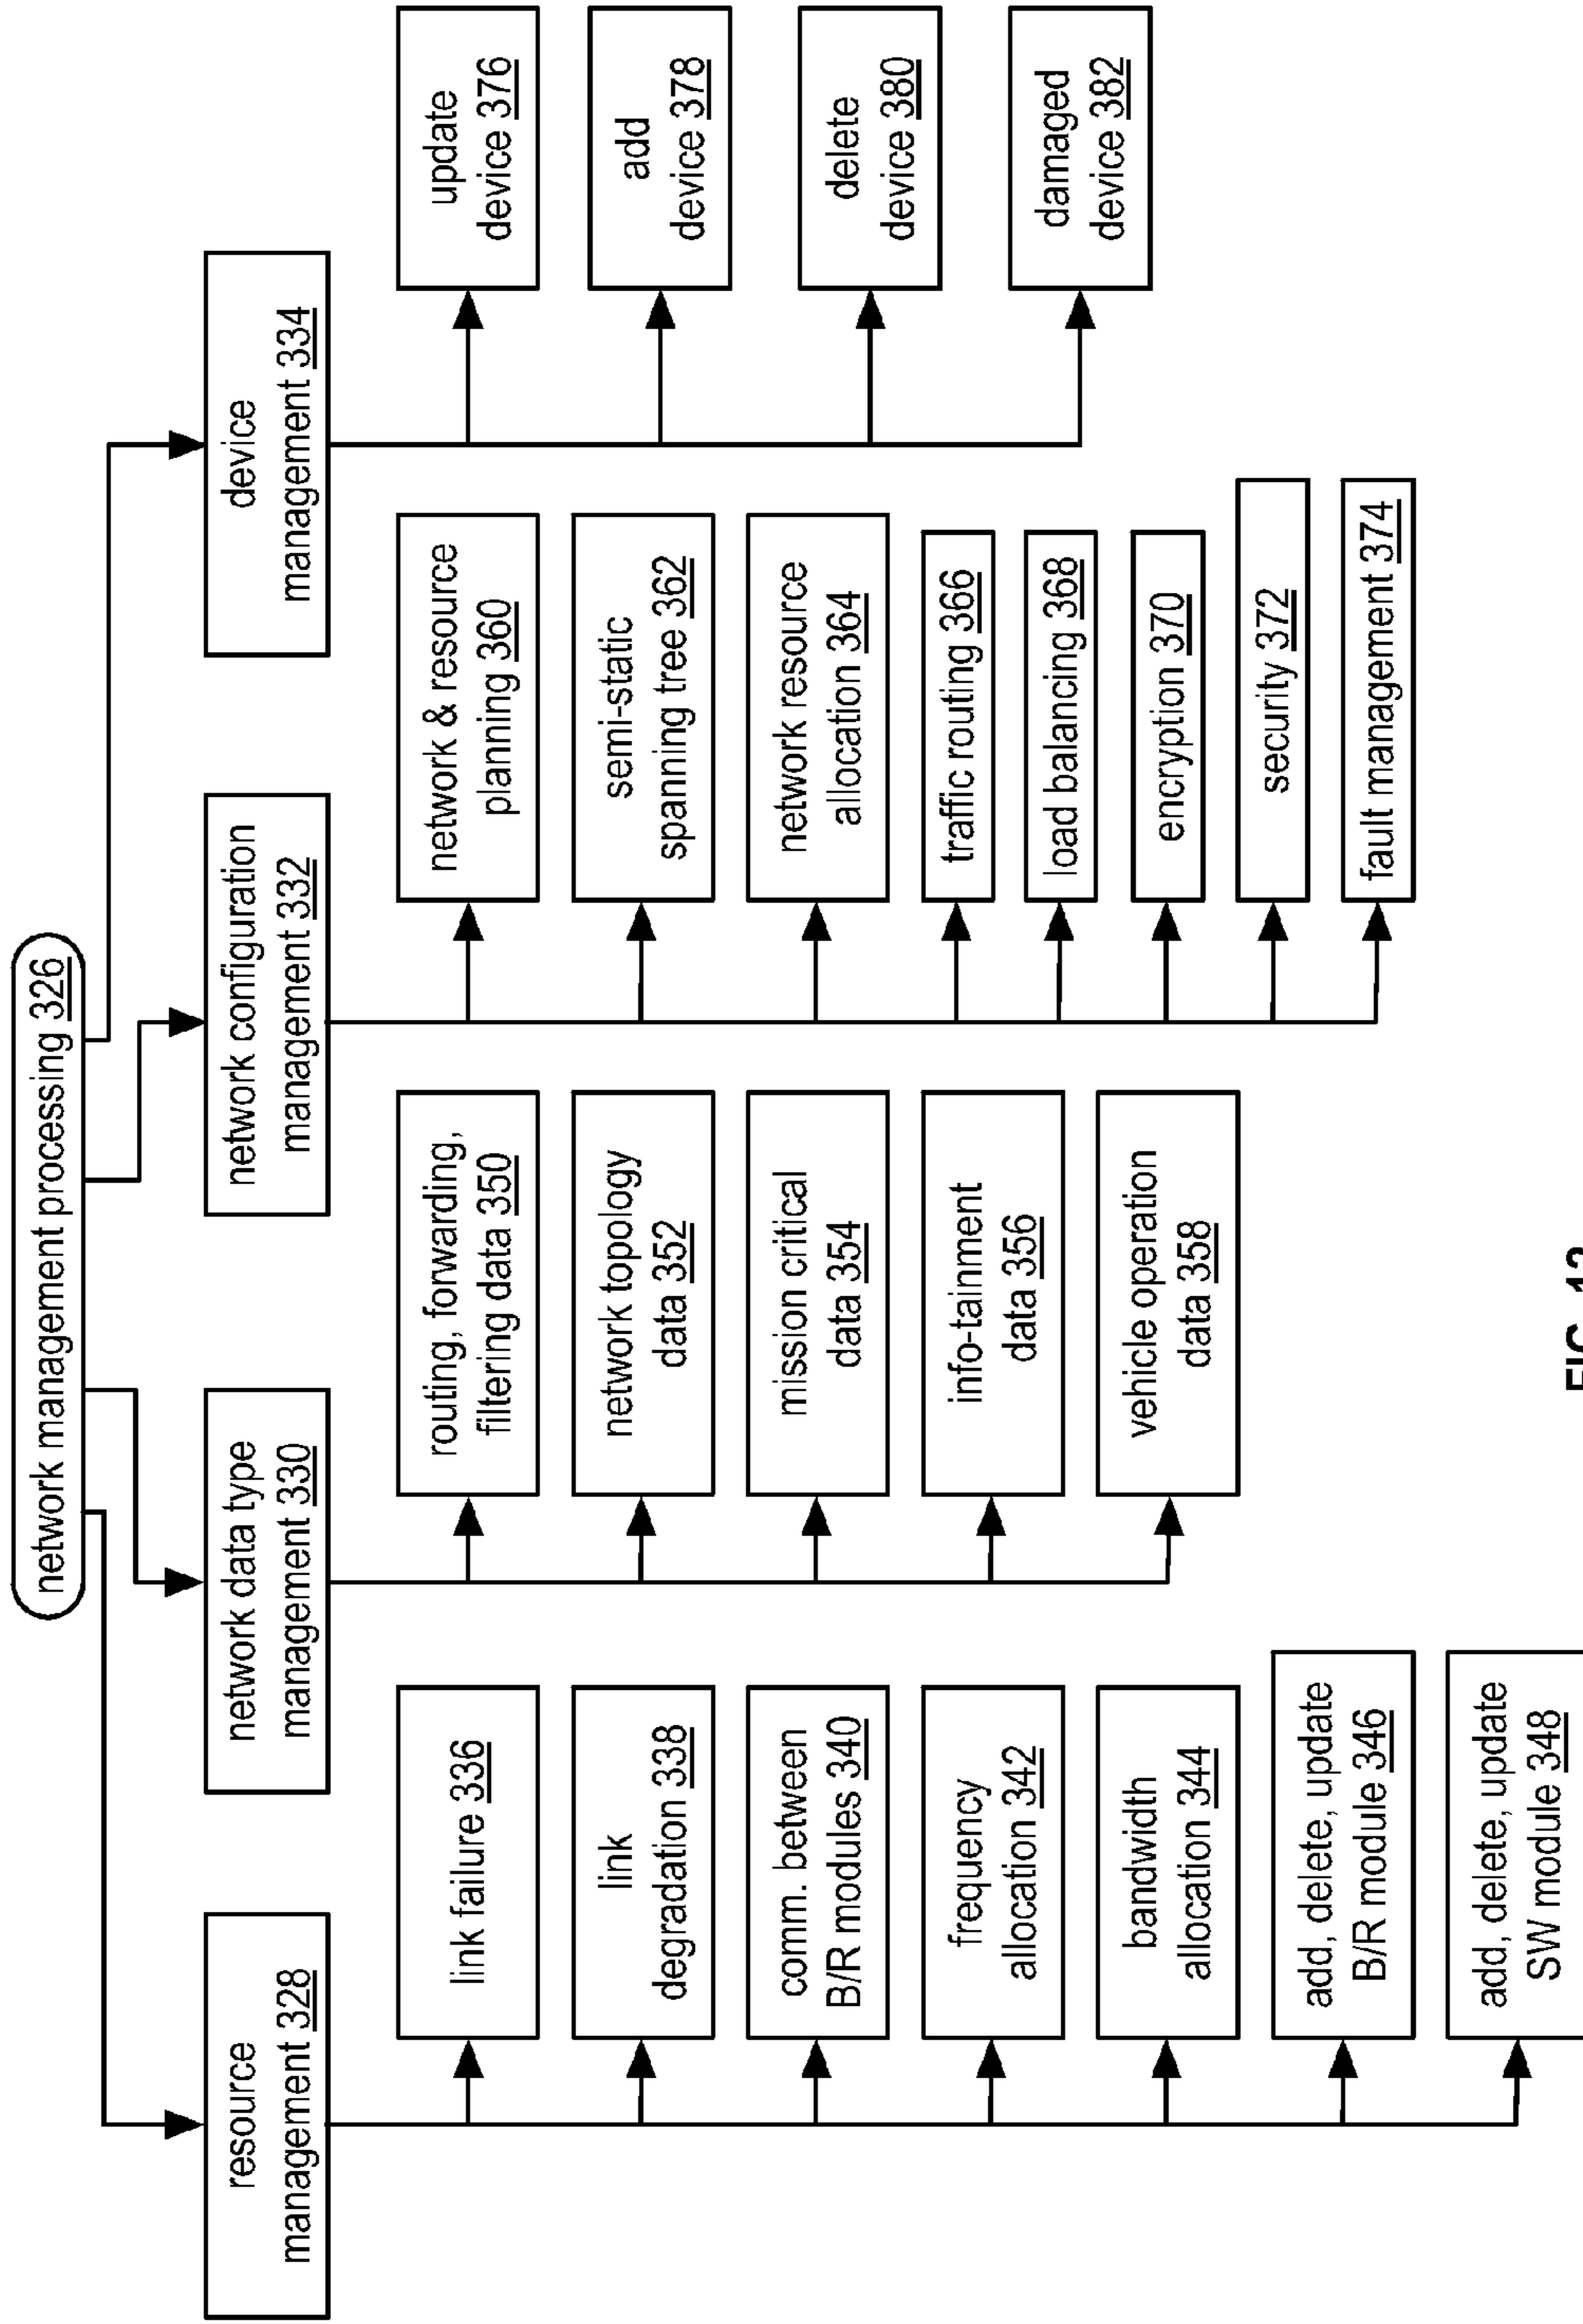 network management processing 326
resource
management 328
link failure 336
link
degradation 338
comm. between
B/R modules 340
frequency
allocation 342
bandwidth
allocation 344
add, delete, update
B/R module 346
add, delete, update
SW module 348
network data type
management 330
routing, forwarding,
filtering data 350
network topology
data 352
mission critical
data 354
info-tainment
data 356
vehicle operation
data 358
network configuration
management 332
network & resource
planning 360
semi-static
spanning tree 362
network resource
allocation 364
traffic routing 366
load balancing 368
encryption 370
security 372
fault management 374
device
management 334
update
device 376
add
device 378
delete
device 380
damaged
device 382
FIG.